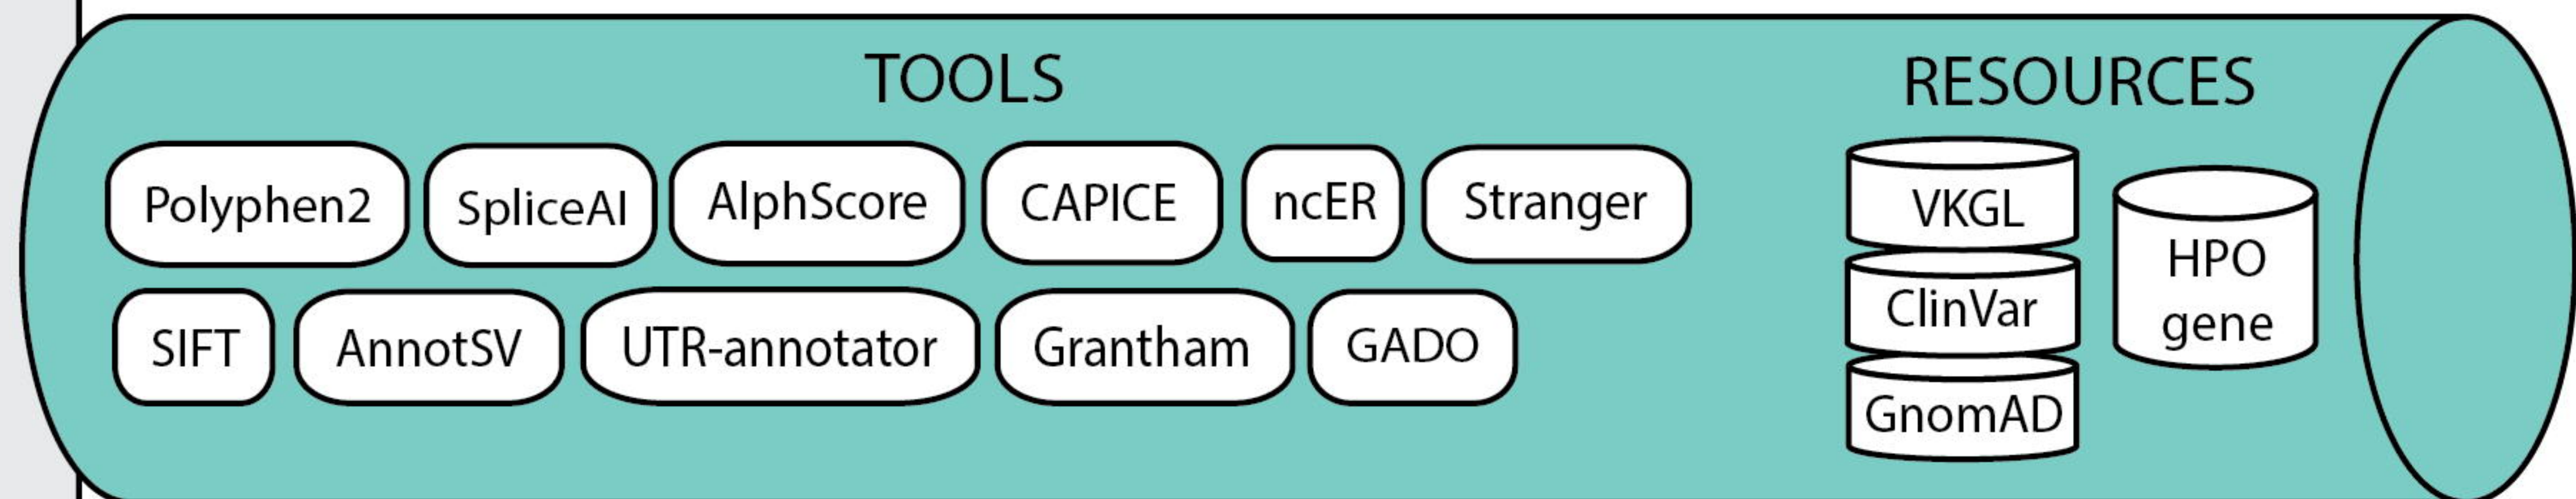 TOOLS
Polyphen2 SpliceAI AlphScore CAPICE ncER Stranger
SIFT AnnotSV UTR-annotator Grantham GADO
RESOURCES
VKGL
ClinVar
GnomAD
HPO
gene